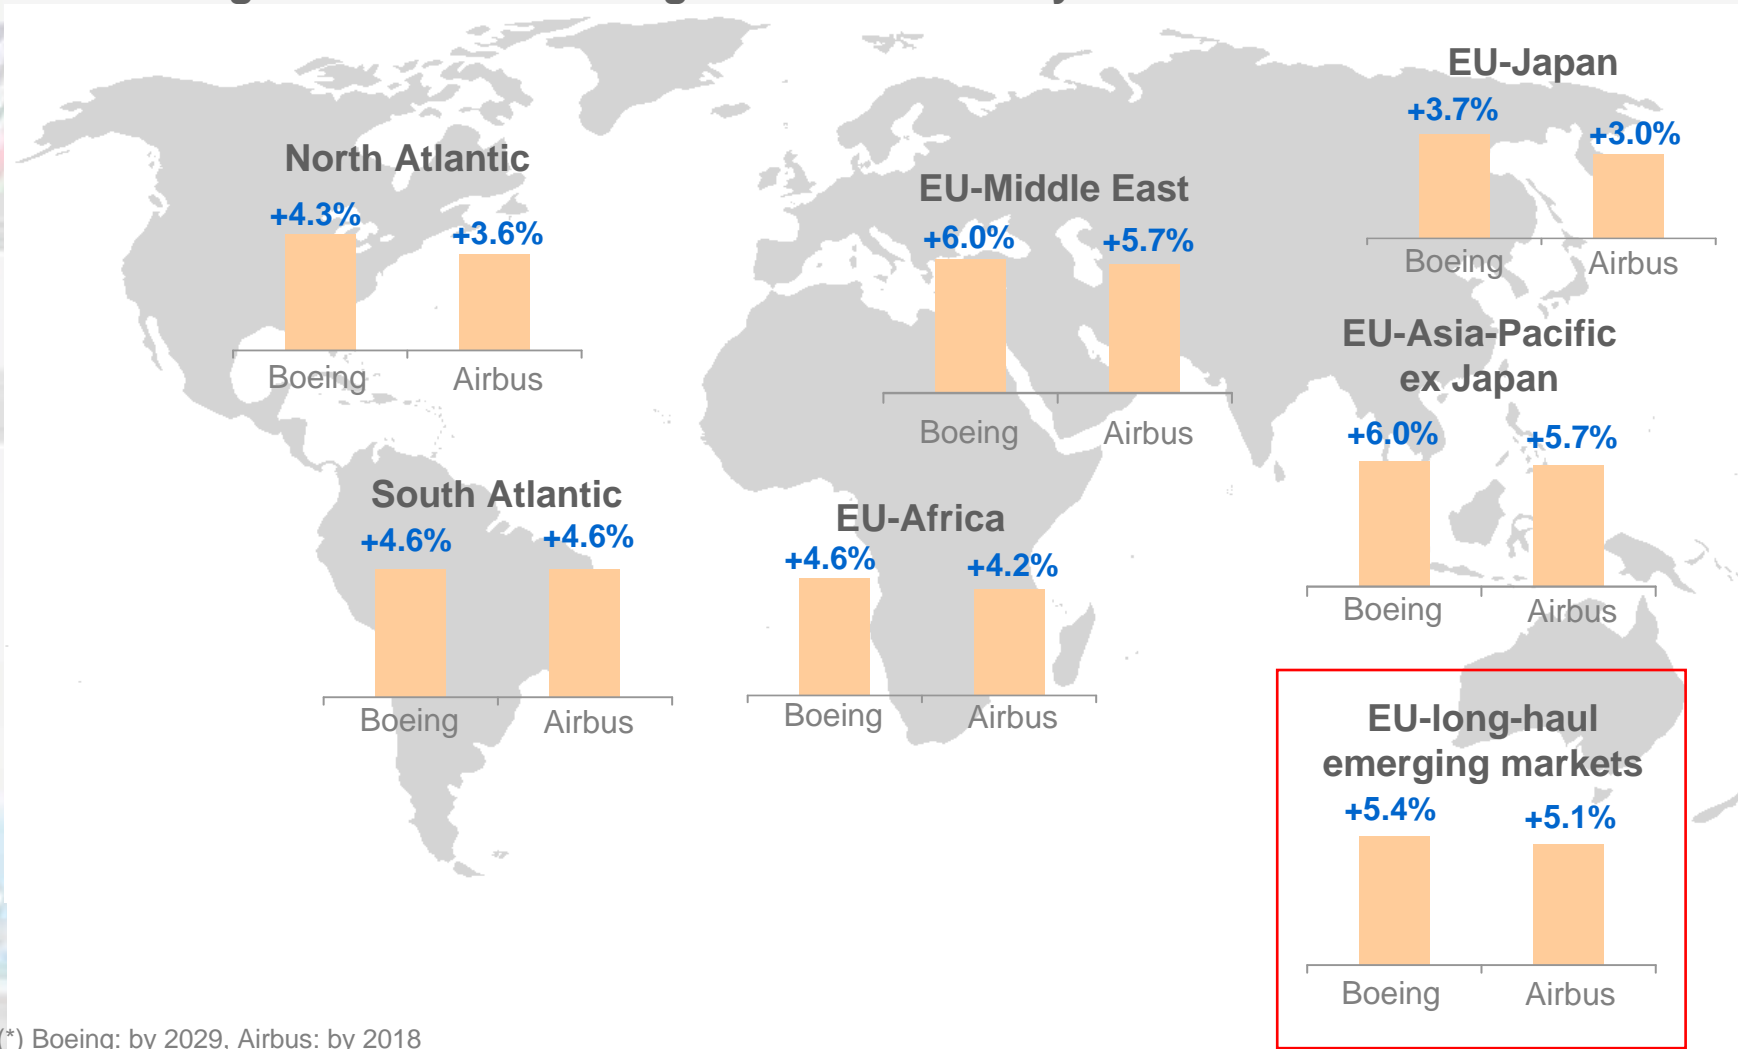 EU-Japan
+3.7%
+3.0%
Boeing
Airbus
North Atlantic
+4.3%
+3.6%
Boeing
Airbus
EU-Middle East
+6.0%
+5.7%
Boeing
Airbus
EU-Asia-Pacific
ex Japan
+6.0%
+5.7%
Boeing
Airbus
South Atlantic
+4.6%
+4.6%
Boeing
Airbus
EU-Africa
+4.6%
+4.2%
Boeing
Airbus
EU-long-haul
emerging markets
+5.4%
+5.1%
Boeing
Airbus
(*) Boeing: by 2029, Airbus: by 2018